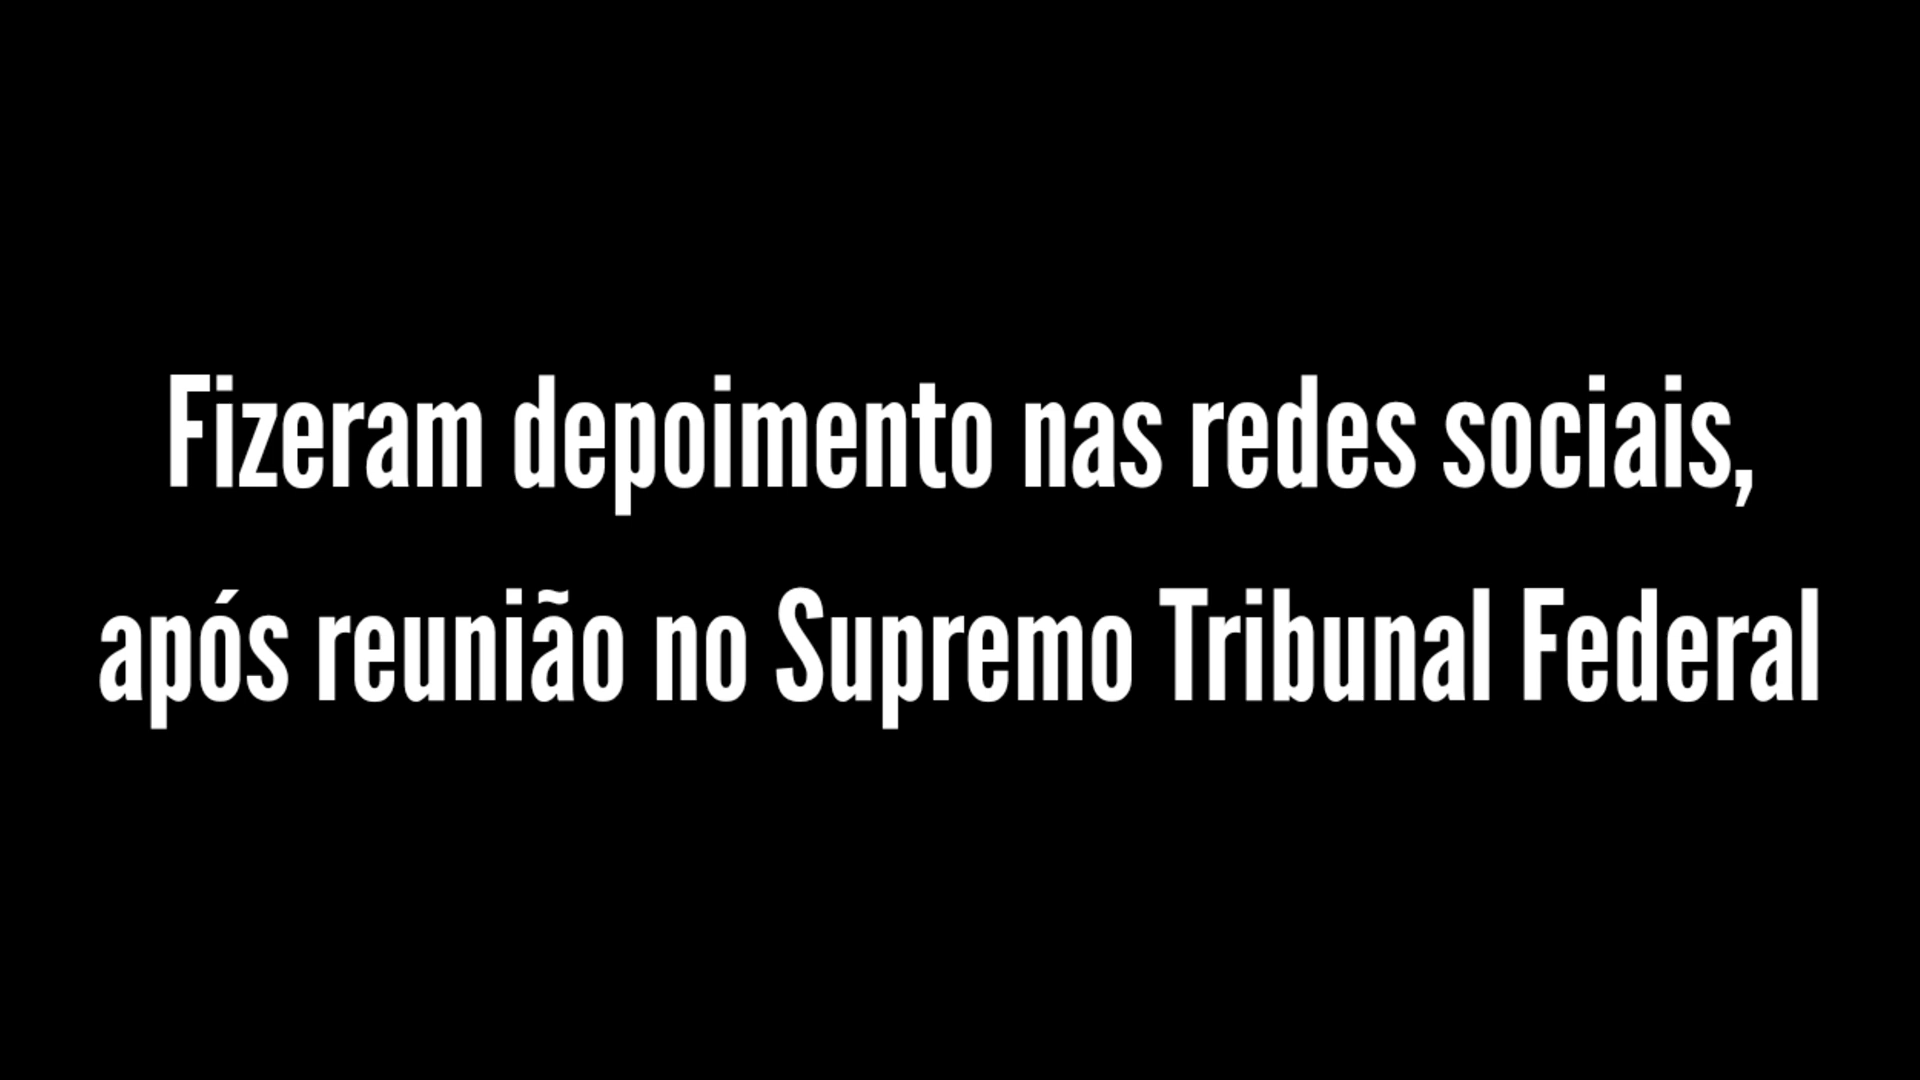 Fizeram depoimento nas redes sociais,
após reunião no Supremo Tribunal Federal